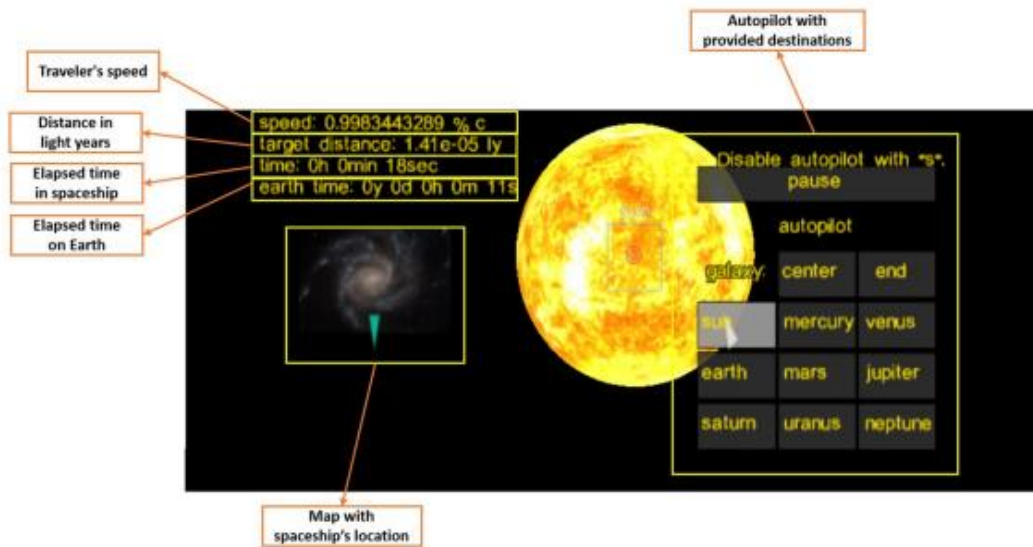 Autopilot with
provided destinations
Traveler's speed
Distance in
light years
Elapsed time
in spaceship
Elapsed time
on Earth
speed: 0.9983443289 % c
target distance: 1.41e-05 ly
time: 0h 0min 18sec
earth time: 0y 0d 0h 0m 11s
Disable autopilot with "s".
pause
autopilot
galaxy: center end
sun mercury venus
earth mars jupiter
saturn uranus neptune
Map with
spaceship's location